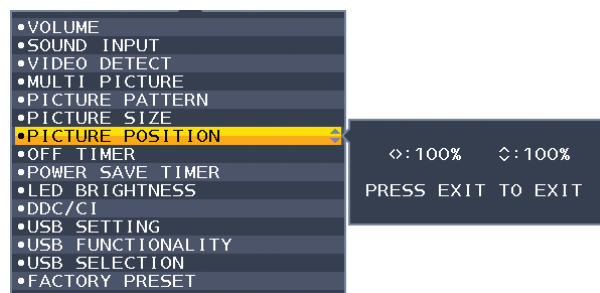 •VOLUME
•SOUND INPUT
•VIDEO DETECT
•MULTI PICTURE
•PICTURE PATTERN
•PICTURE SIZE
•PICTURE POSITION
•OFF TIMER
•POWER SAVE TIMER
•LED BRIGHTNESS
•DDC/CI
•USB SETTING
•USB FUNCTIONALITY
•USB SELECTION
•FACTORY PRESET
:100% :100%
PRESS EXIT TO EXIT